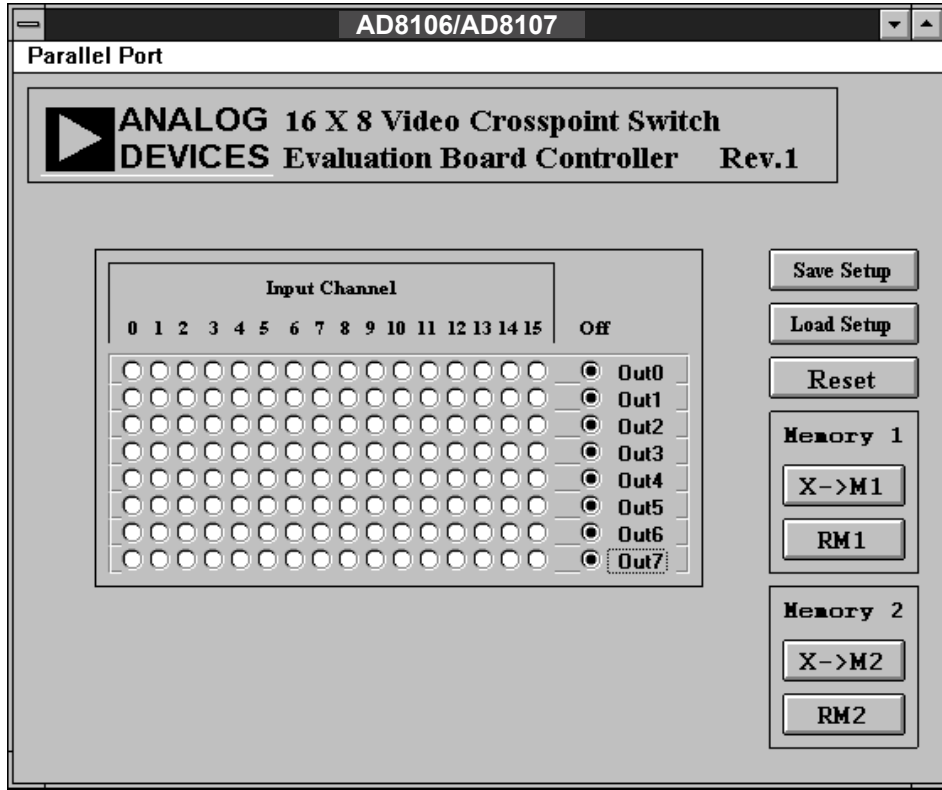 AD8106/AD8107
Parallel Port
ANALOG DEVICES
16 X 8 Video Crosspoint Switch
Evaluation Board Controller Rev.1
Input Channel
0 1 2 3 4 5 6 7 8 9 10 11 12 13 14 15 Off
Out0
Out1
Out2
Out3
Out4
Out5
Out6
Out7
Save Setup
Load Setup
Reset
Memory 1
X->M1
RM1
Memory 2
X->M2
RM2